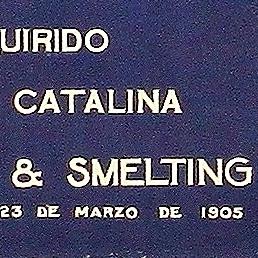 UIRIDO
CATALINA
& SMELTING
23 DE MARZO DE 1905